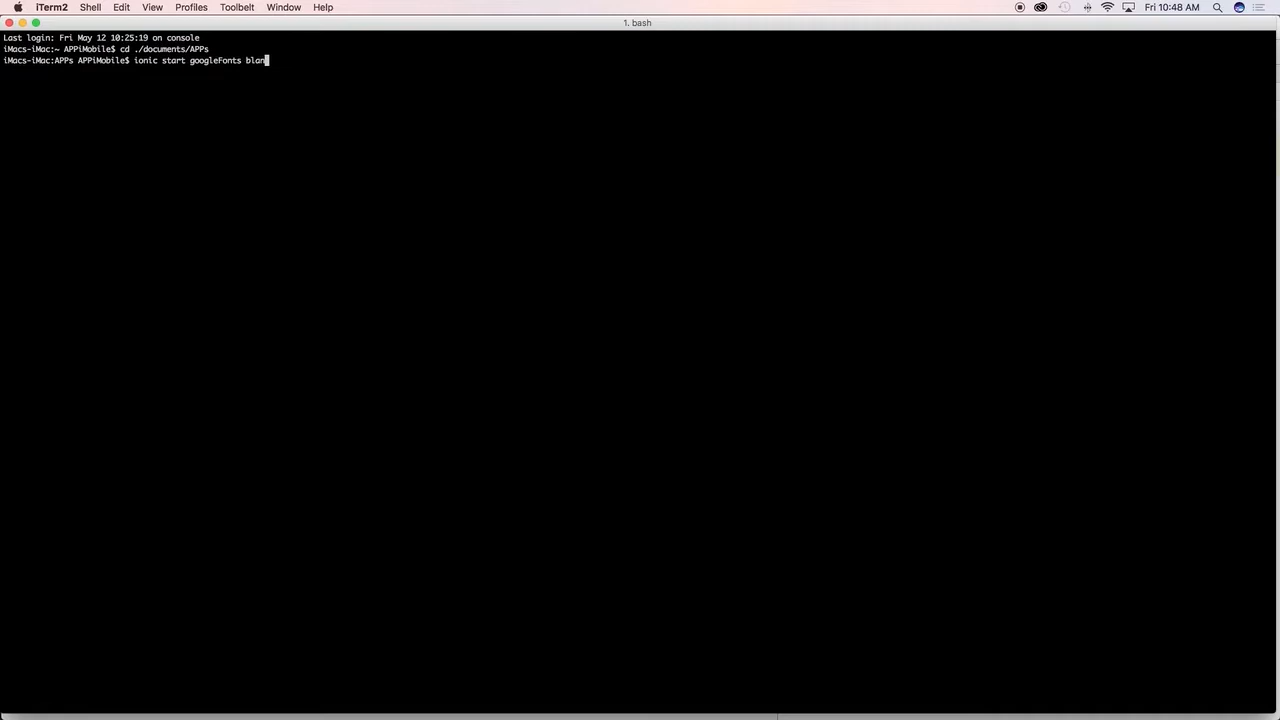 iTerm2 Shell Edit View Profiles Toolbelt Window Help Fri 10:48 AM
1. bash
Last login: Fri May 12 10:25:19 on console
iMacs-iMac:~ APPiMobile$ cd ./documents/APPs
iMacs-iMac:APPs APPiMobile$ ionic start googleFonts blan